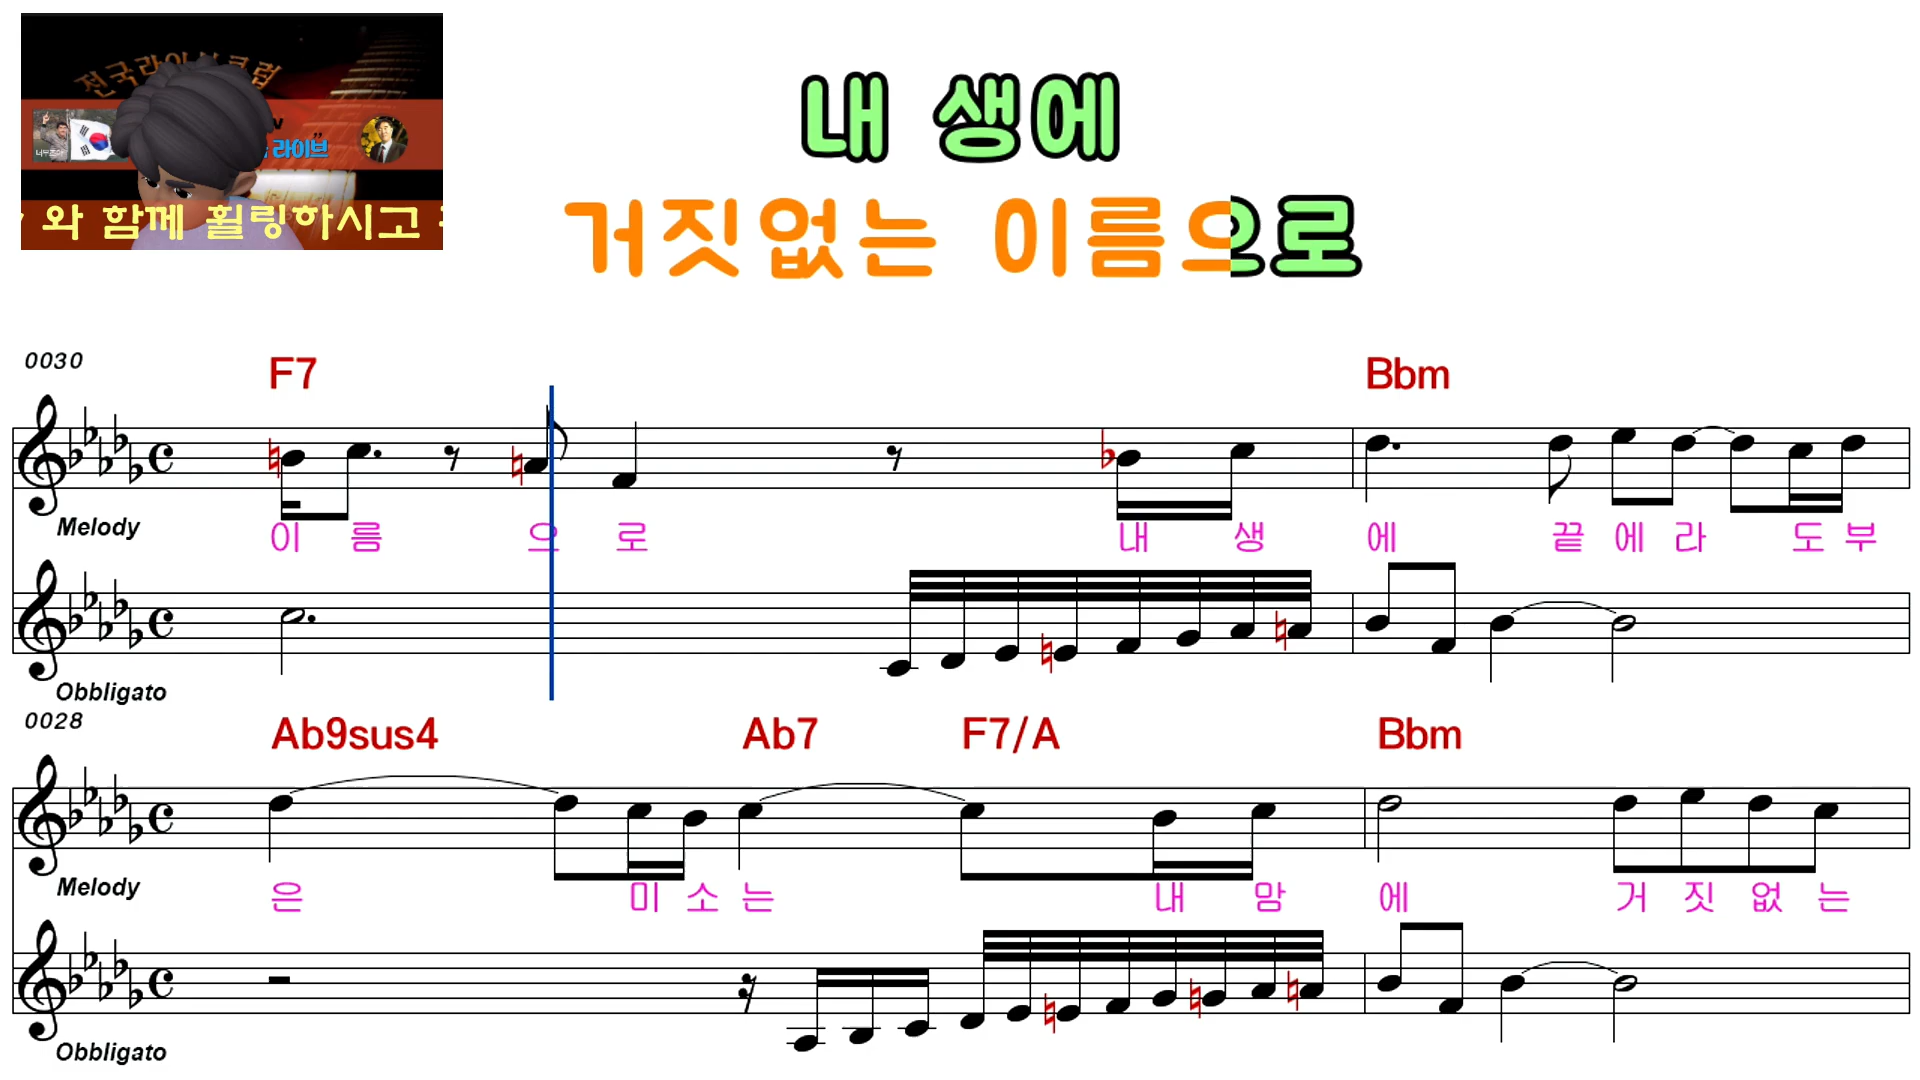 라이브
와 함께 휠링하시고
내 생에
거짓없는 이름으로
0030
F7 Bbm
Melody
이 름 으 로 내 생 에 끝 에 라 도 부
Obbligato
0028
Ab9sus4 Ab7 F7/A Bbm
Melody
은 미 소 는 내 맘 에 거 짓 없 는
Obbligato